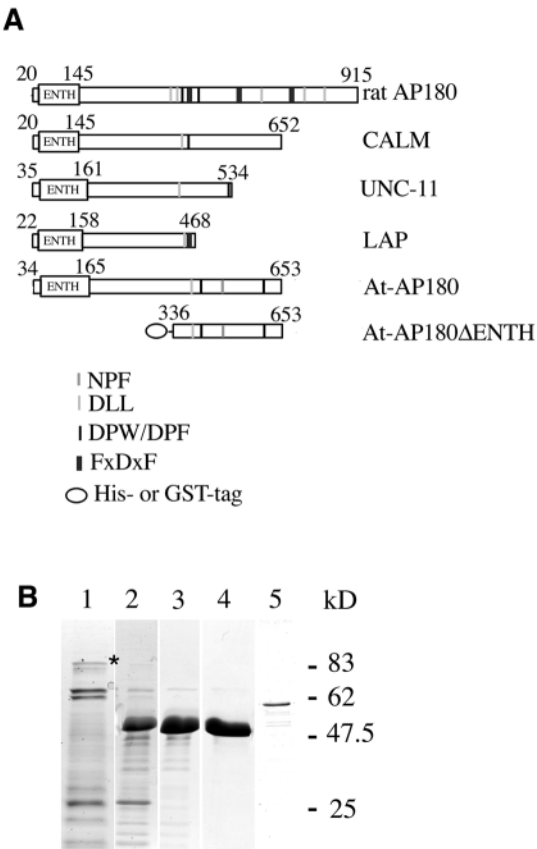 A
20 145 915
ENTH rat AP180
20 145 652
ENTH CALM
35 161 534
ENTH UNC-11
22 158 468
ENTH LAP
34 165 653
ENTH At-AP180
336 653
At-AP180ΔENTH
NPF
DLL
DPW/DPF
FxDxF
His- or GST-tag
B 1 2 3 4 5 kD
* - 83
- 62
- 47.5
- 25